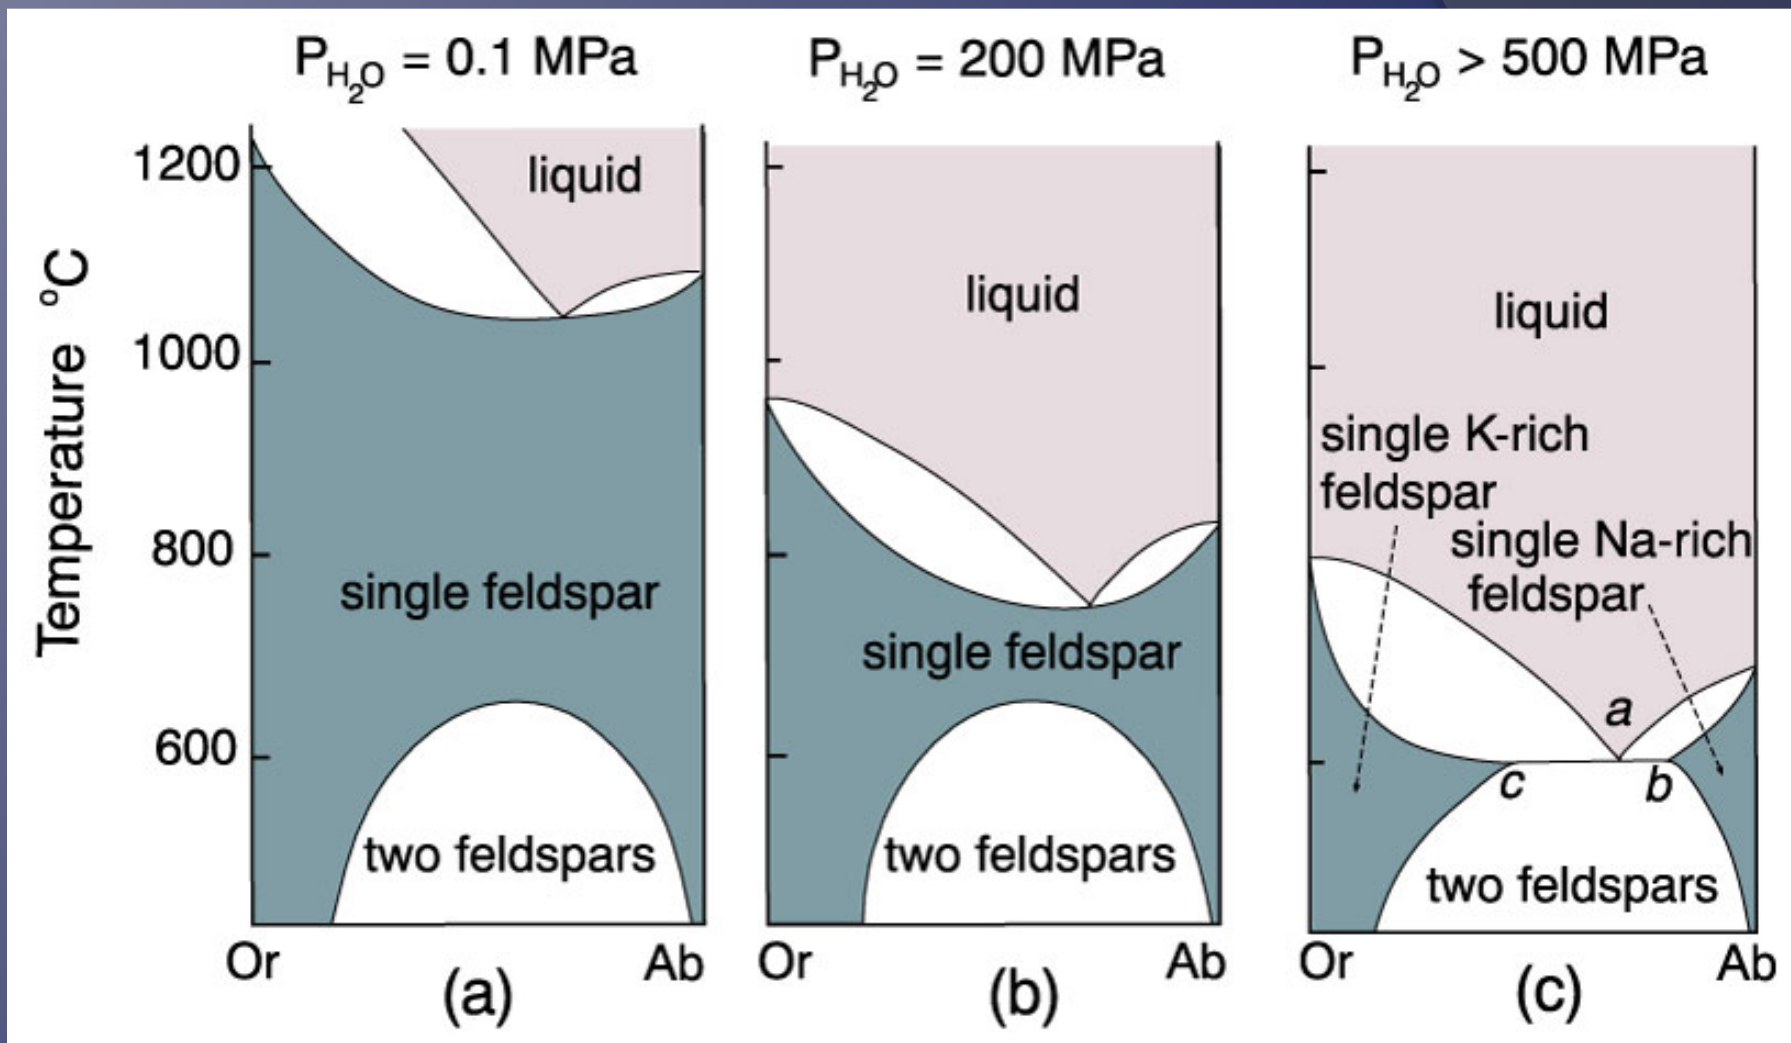 P_H₂O = 0.1 MPa
P_H₂O = 200 MPa
P_H₂O > 500 MPa
Temperature °C
1200
1000
800
600
liquid
single feldspar
two feldspars
Or
Ab
(a)
liquid
single feldspar
two feldspars
Or
Ab
(b)
liquid
single K-rich
feldspar
single Na-rich
feldspar
a
c
b
two feldspars
Or
Ab
(c)